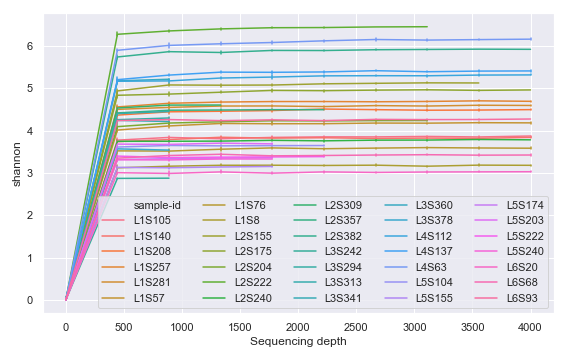 6
5
4
3
2
1
0
shannon
sample-id
L1S105
L1S140
L1S208
L1S257
L1S281
L1S57
L1S76
L1S8
L2S155
L2S175
L2S204
L2S222
L2S240
L2S309
L2S357
L2S382
L3S242
L3S294
L3S313
L3S341
L3S360
L3S378
L4S112
L4S137
L4S63
L5S104
L5S155
L5S174
L5S203
L5S222
L5S240
L6S20
L6S68
L6S93
0 500 1000 1500 2000 2500 3000 3500 4000
Sequencing depth